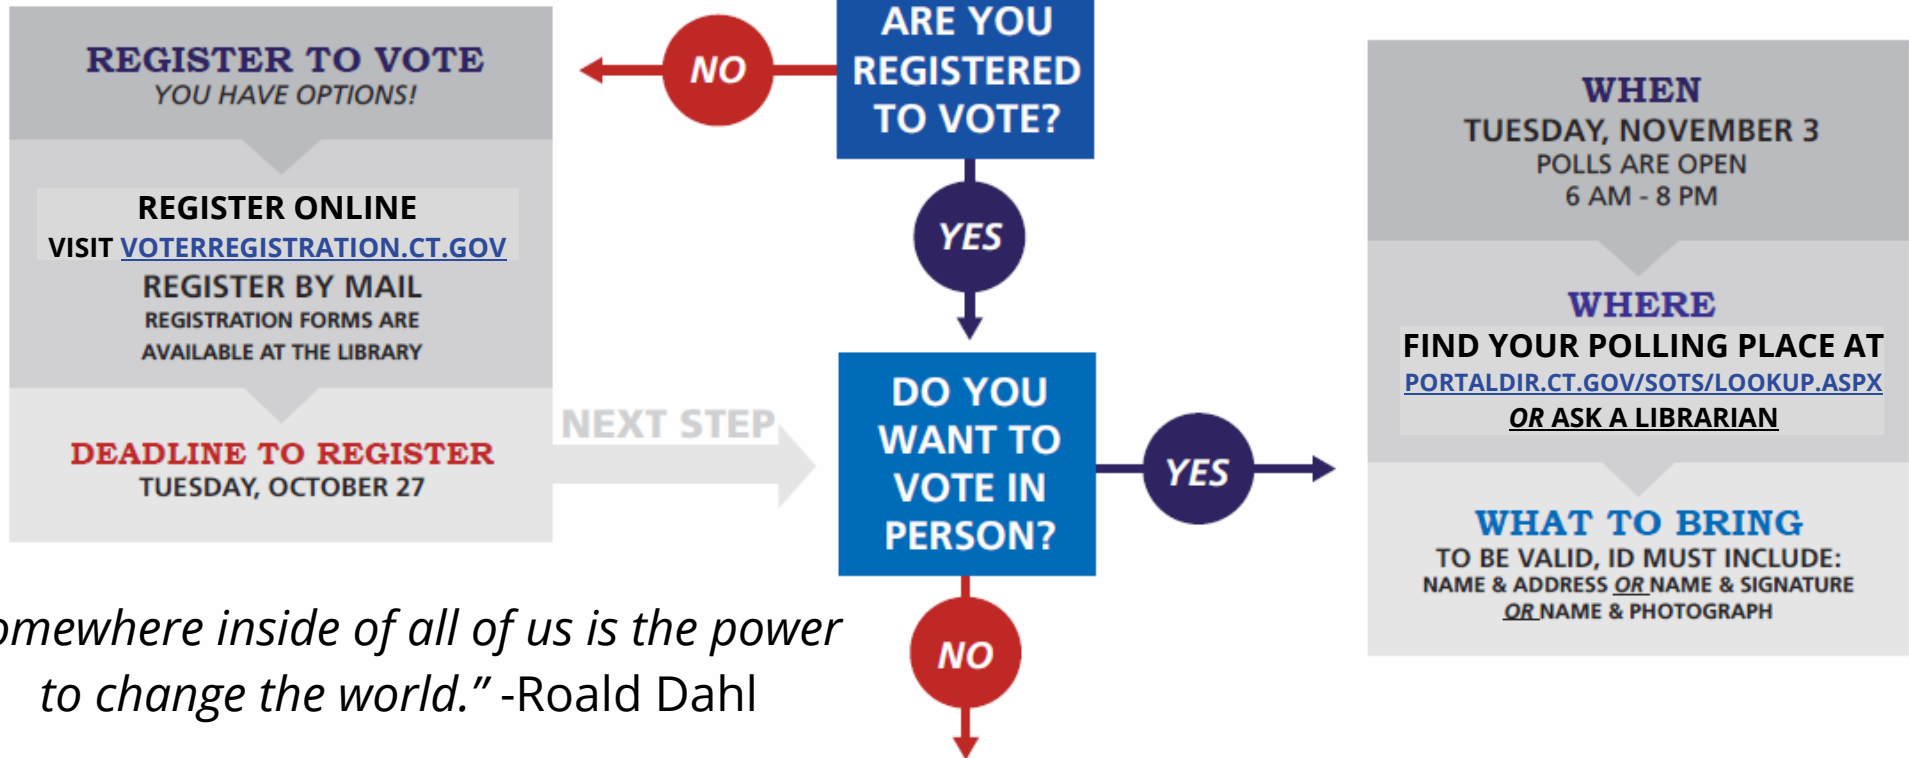 ARE YOU
REGISTERED
TO VOTE?
NO
REGISTER TO VOTE
YOU HAVE OPTIONS!
REGISTER ONLINE
VISIT VOTERREGISTRATION.CT.GOV
REGISTER BY MAIL
REGISTRATION FORMS ARE
AVAILABLE AT THE LIBRARY
DEADLINE TO REGISTER
TUESDAY, OCTOBER 27
NEXT STEP
YES
DO YOU
WANT TO
VOTE IN
PERSON?
YES
WHEN
TUESDAY, NOVEMBER 3
POLLS ARE OPEN
6 AM - 8 PM
WHERE
FIND YOUR POLLING PLACE AT
PORTALDIR.CT.GOV/SOTS/LOOKUP.ASPX
OR ASK A LIBRARIAN
WHAT TO BRING
TO BE VALID, ID MUST INCLUDE:
NAME & ADDRESS OR NAME & SIGNATURE
OR NAME & PHOTOGRAPH
NO
omewhere inside of all of us is the power
to change the world.” -Roald Dahl